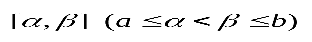 |α, β| (a ≤α < β ≤b)